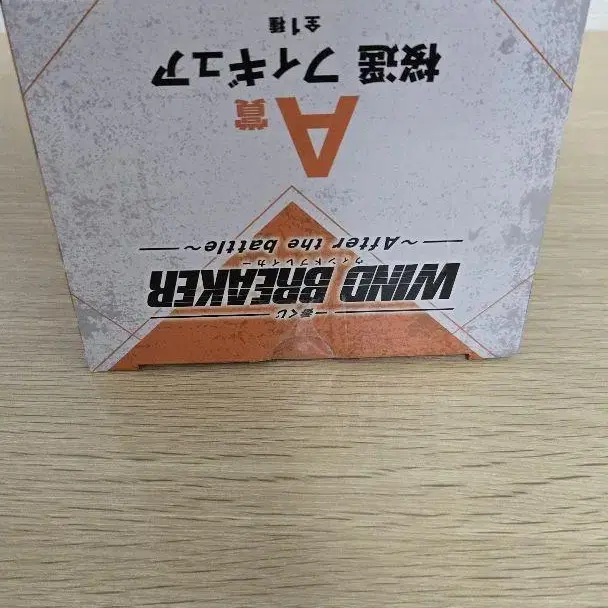 一番くじ
WIND BREAKER
ウィンドブレイカー
～After the battle～
A賞
桜遥 フィギュア
全1種